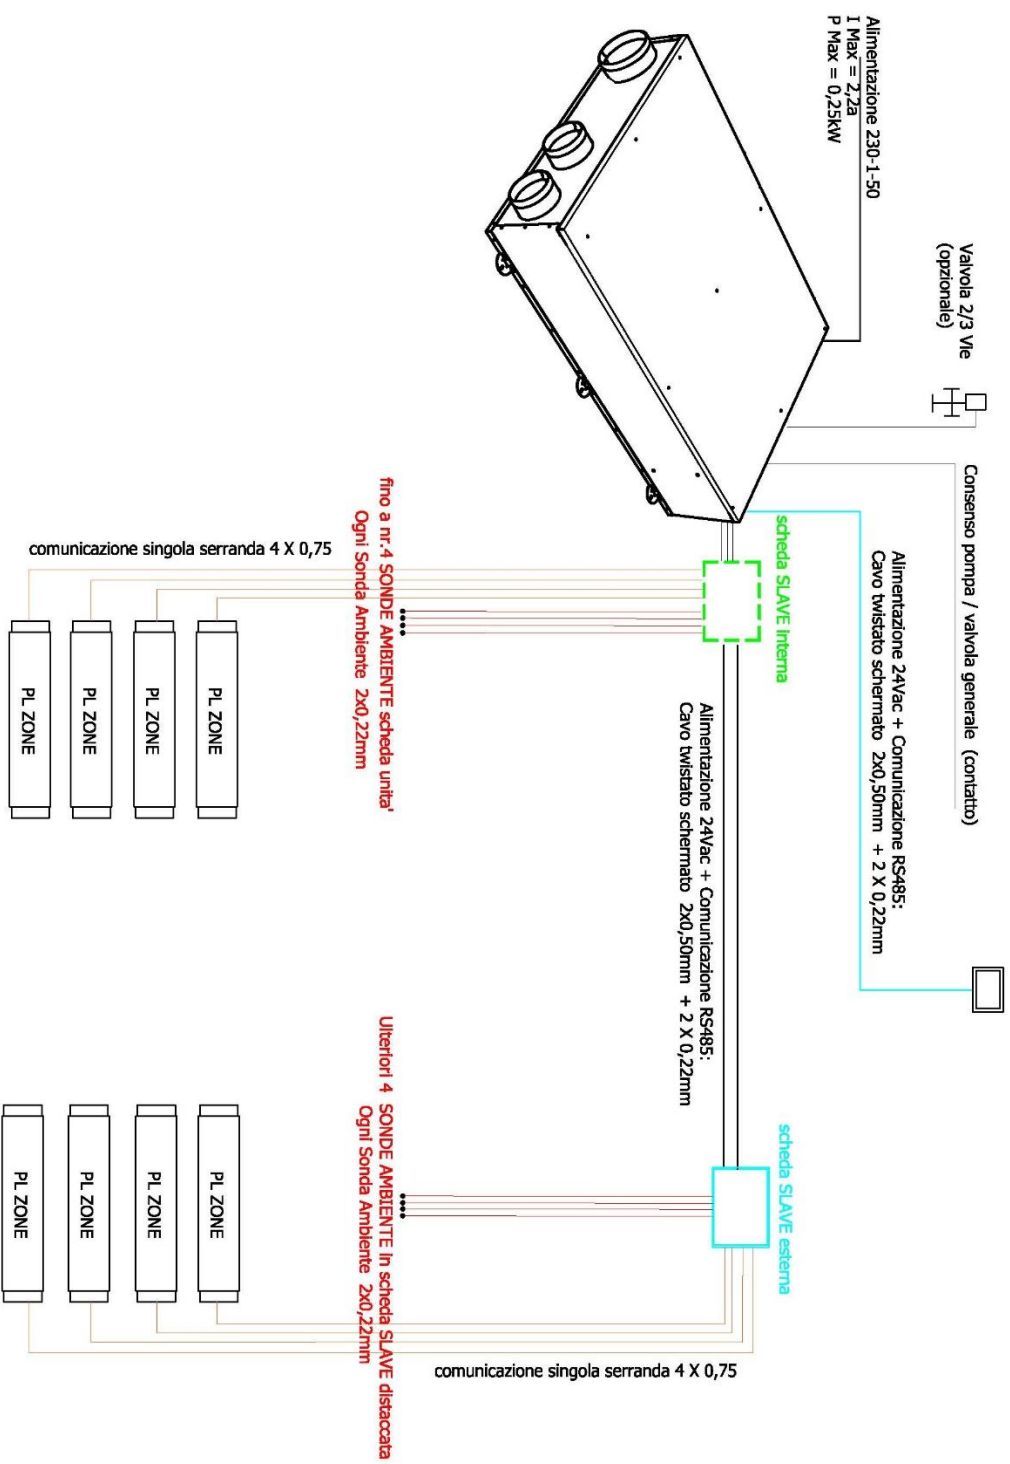 Alimentazione 230-1-50
I Max = 2,2a
P Max = 0,25kW
Valvola 2/3 Vie
(opzionale)
Consenso pompa / valvola generale (contatto)
Alimentazione 24Vac + Comunicazione RS485:
Cavo twistato schermato 2x0,50mm + 2 X 0,22mm
scheda SLAVE interna
Alimentazione 24Vac + Comunicazione RS485:
Cavo twistato schermato 2x0,50mm + 2 X 0,22mm
scheda SLAVE esterna
fino a nr.4 SONDE AMBIENTE scheda unita'
Ogni Sonda Ambiente 2x0,22mm
Ulteriori 4 SONDE AMBIENTE in scheda SLAVE distaccata
Ogni Sonda Ambiente 2x0,22mm
comunicazione singola serranda 4 X 0,75
comunicazione singola serranda 4 X 0,75
PL ZONE
PL ZONE
PL ZONE
PL ZONE
PL ZONE
PL ZONE
PL ZONE
PL ZONE